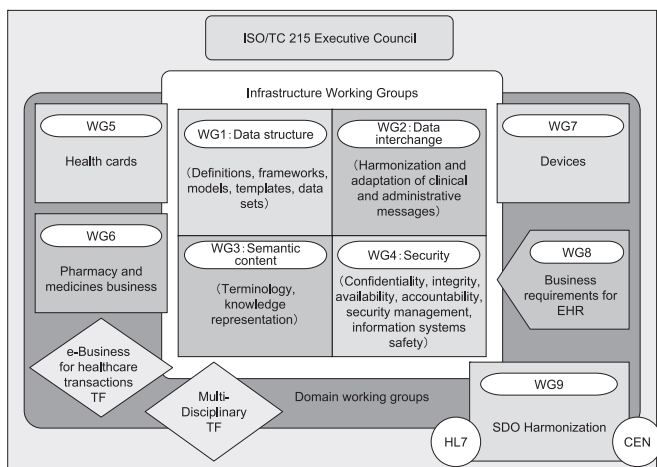 ISO/TC 215 Executive Council
Infrastructure Working Groups
WG5
Health cards
WG1:Data structure
(Definitions, frameworks,
models, templates, data
sets)
WG2:Data
interchange
(Harmonization and
adaptation of clinical
and administrative
messages)
WG7
Devices
WG6
Pharmacy and
medicines business
WG3:Semantic
content
(Terminology,
knowledge
representation)
WG4:Security
(Confidentiality, integrity,
availability, accountability,
security management,
information systems
safety)
WG8
Business
requirements for
EHR
e-Business
for healthcare
transactions
TF
Multi-
Disciplinary
TF
Domain working groups
WG9
SDO Harmonization
HL7
CEN